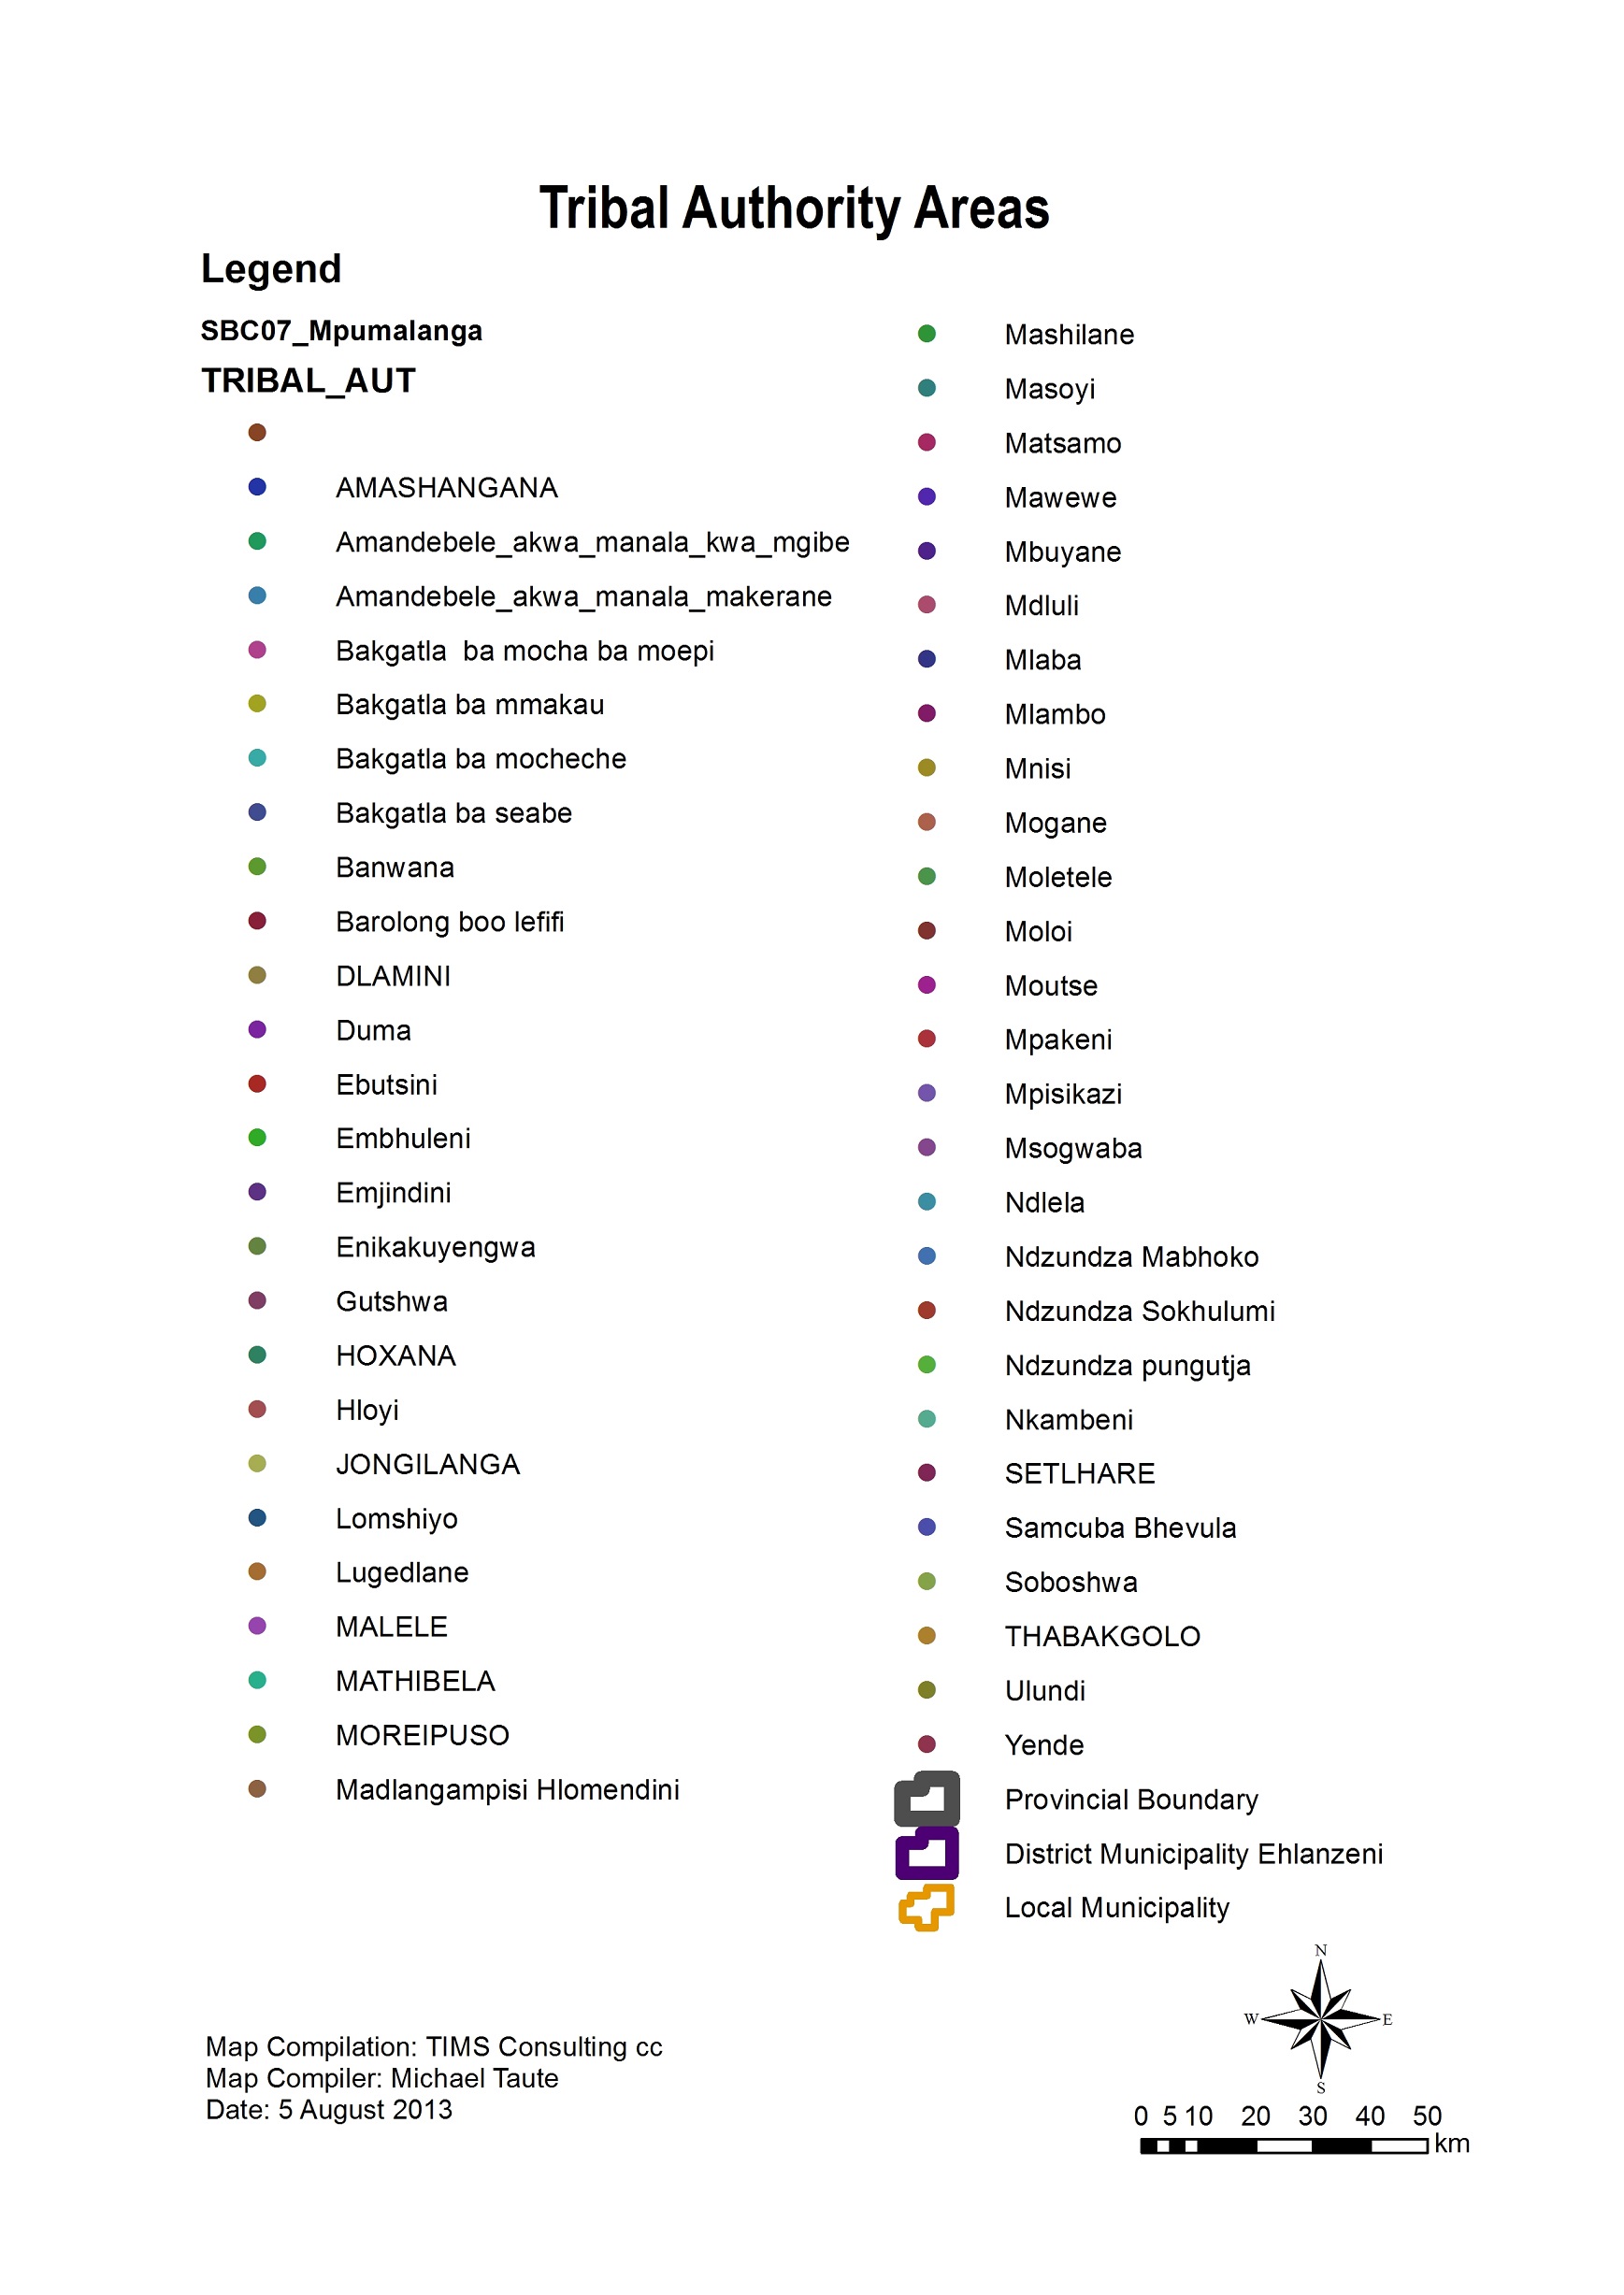 Tribal Authority Areas
Legend
SBC07_Mpumalanga
TRIBAL_AUT
AMASHANGANA
Amandebele_akwa_manala_kwa_mgibe
Amandebele_akwa_manala_makerane
Bakgatla  ba mocha ba moepi
Bakgatla ba mmakau
Bakgatla ba mocheche
Bakgatla ba seabe
Banwana
Barolong boo lefifi
DLAMINI
Duma
Ebutsini
Embhuleni
Emjindini
Enikakuyengwa
Gutshwa
HOXANA
Hloyi
JONGILANGA
Lomshiyo
Lugedlane
MALELE
MATHIBELA
MOREIPUSO
Madlangampisi Hlomendini
Mashilane
Masoyi
Matsamo
Mawewe
Mbuyane
Mdluli
Mlaba
Mlambo
Mnisi
Mogane
Moletele
Moloi
Moutse
Mpakeni
Mpisikazi
Msogwaba
Ndlela
Ndzundza Mabhoko
Ndzundza Sokhulumi
Ndzundza pungutja
Nkambeni
SETLHARE
Samcuba Bhevula
Soboshwa
THABAKGOLO
Ulundi
Yende
Provincial Boundary
District Municipality Ehlanzeni
Local Municipality
N
W E
S
Map Compilation: TIMS Consulting cc
Map Compiler: Michael Taute
Date: 5 August 2013
0 5 10 20 30 40 50
km